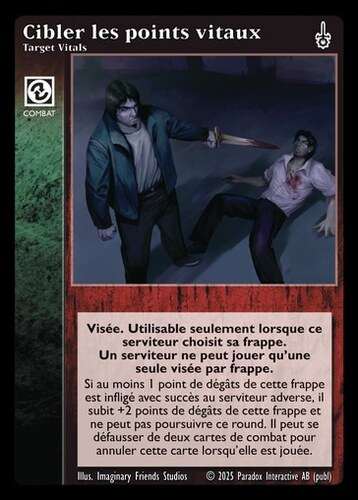 Cibler les points vitaux
Target Vitals
COMBAT
Visée. Utilisable seulement lorsque ce
serviteur choisit sa frappe.
Un serviteur ne peut jouer qu'une
seule visée par frappe.
Si au moins 1 point de dégâts de cette frappe
est infligé avec succès au serviteur adverse, il
subit +2 points de dégâts de cette frappe et
ne peut pas poursuivre ce round. Il peut se
défausser de deux cartes de combat pour
annuler cette carte lorsqu'elle est jouée.
Illus. Imaginary Friends Studios © 2025 Paradox Interactive AB (publ)